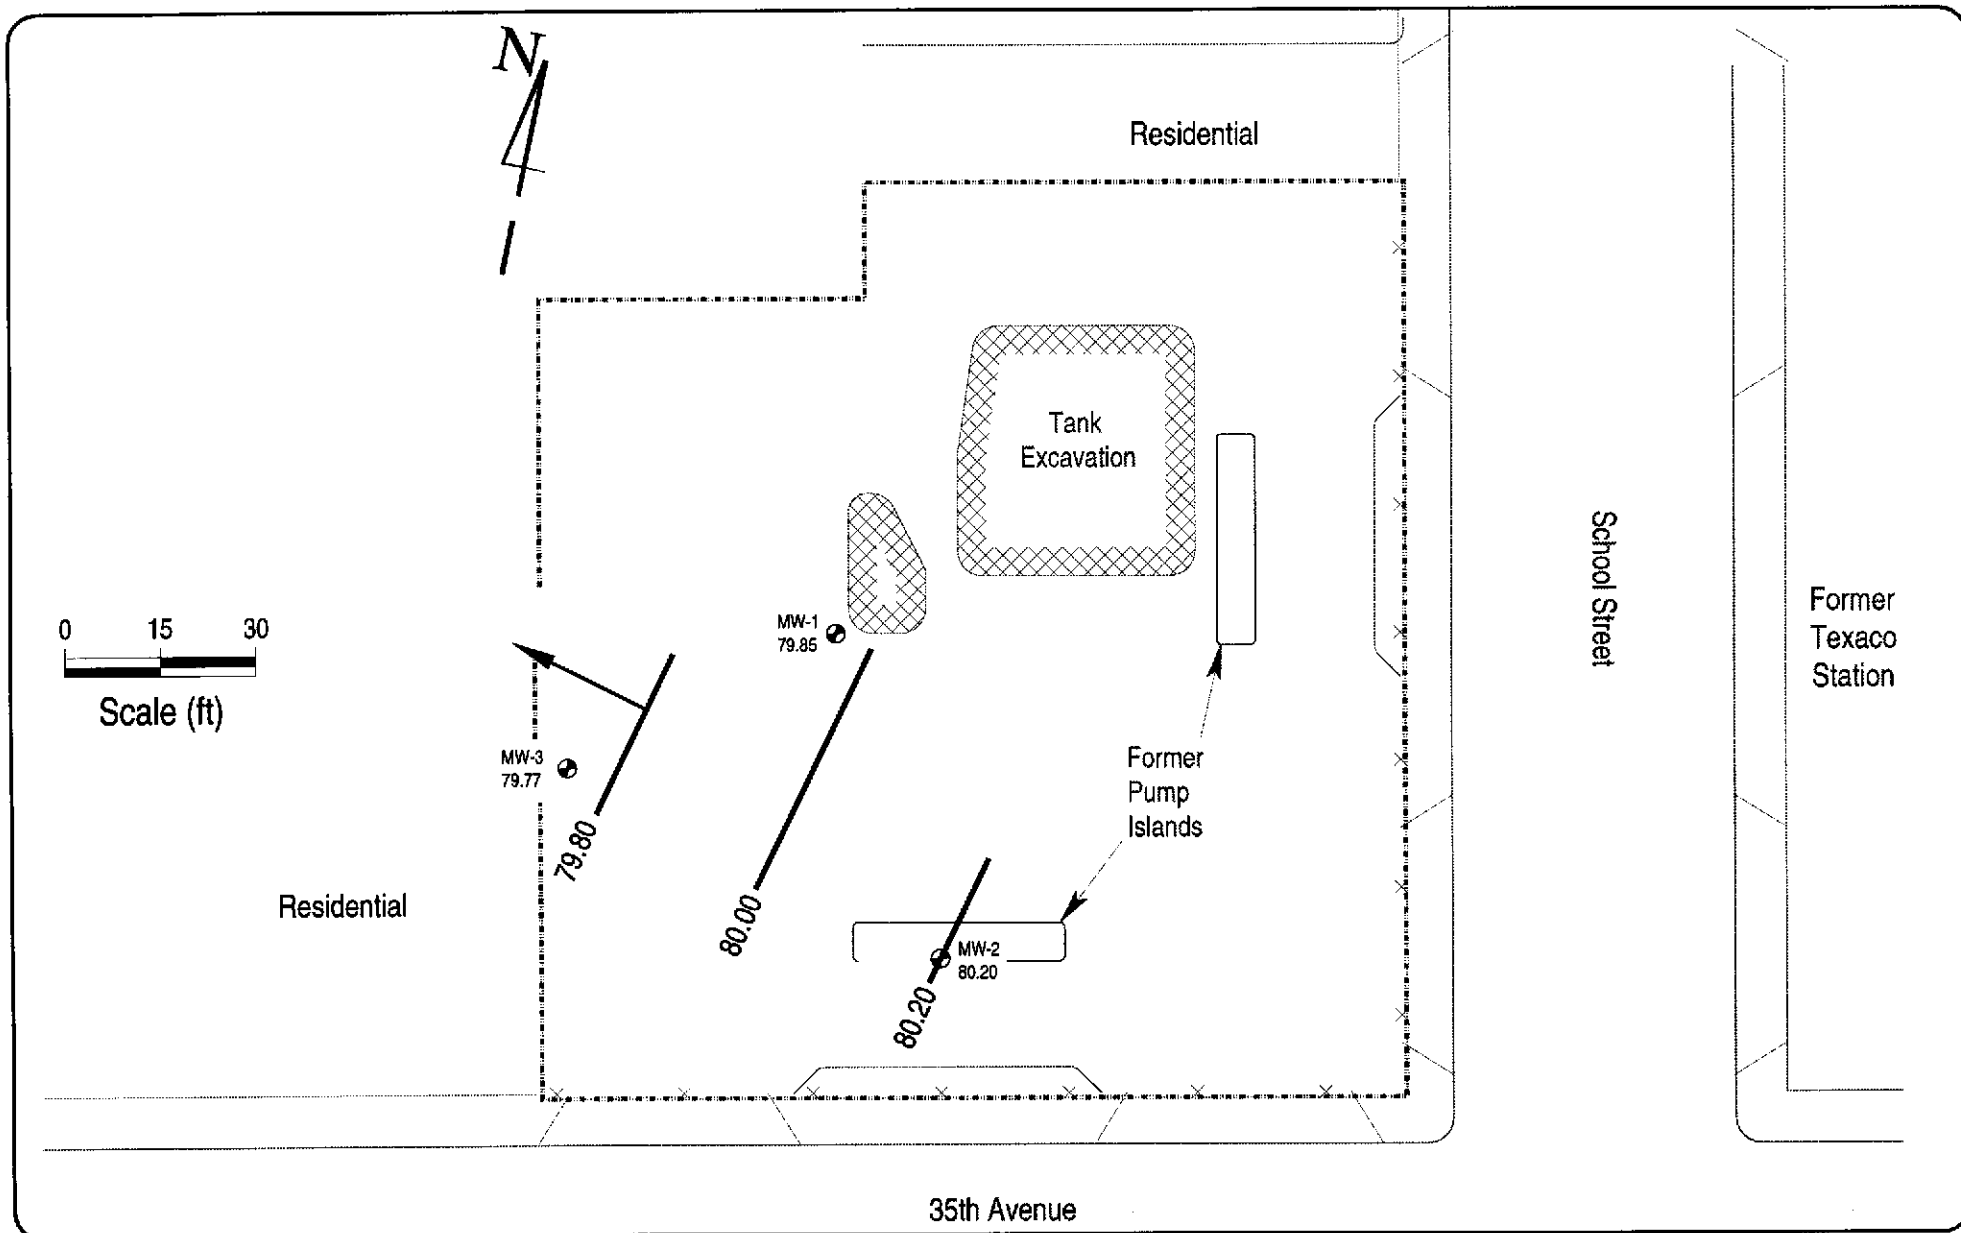 N
Residential
Tank
Excavation
School Street
Former
Texaco
Station
0 15 30
Scale (ft)
MW-1
79.85
MW-3
79.77
79.80
80.00
Former
Pump
Islands
Residential
MW-2
80.20
80.20
35th Avenue